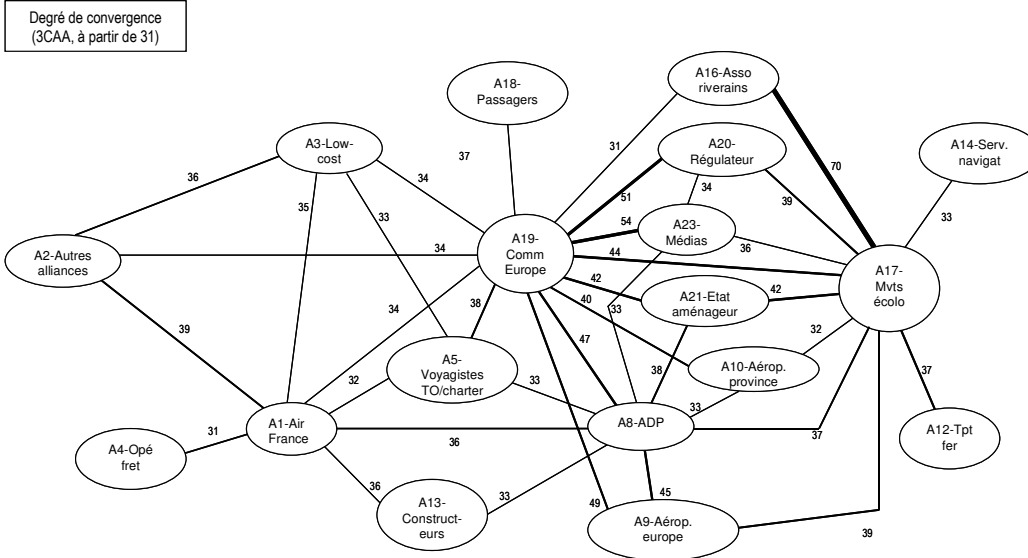 Degré de convergence
(3CAA, à partir de 31)
A16-Asso
riverains
A18-
Passagers
A3-Low-
cost
A20-
Régulateur
A14-Serv.
navigat
31
70
37
36
34
35
33
51
34
39
33
A23-
Médias
54
36
A2-Autres
alliances
34
A19-
Comm
Europe
44
A17-
Mvts
écolo
42
42
40
A21-Etat
aménageur
34
38
33
39
47
32
A5-
Voyagistes
TO/charter
A10-Aérop.
province
32
33
38
37
33
A1-Air
France
A8-ADP
31
36
37
A4-Opé
fret
A12-Tpt
fer
36
33
45
49
A13-
Construct-
eurs
A9-Aérop.
europe
39